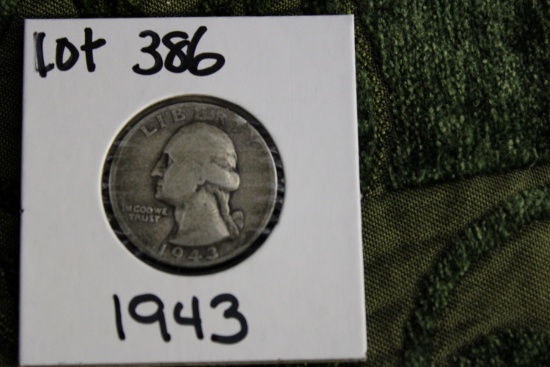 Lot 386
LIBERTY
IN GOD WE
TRUST
1943
1943